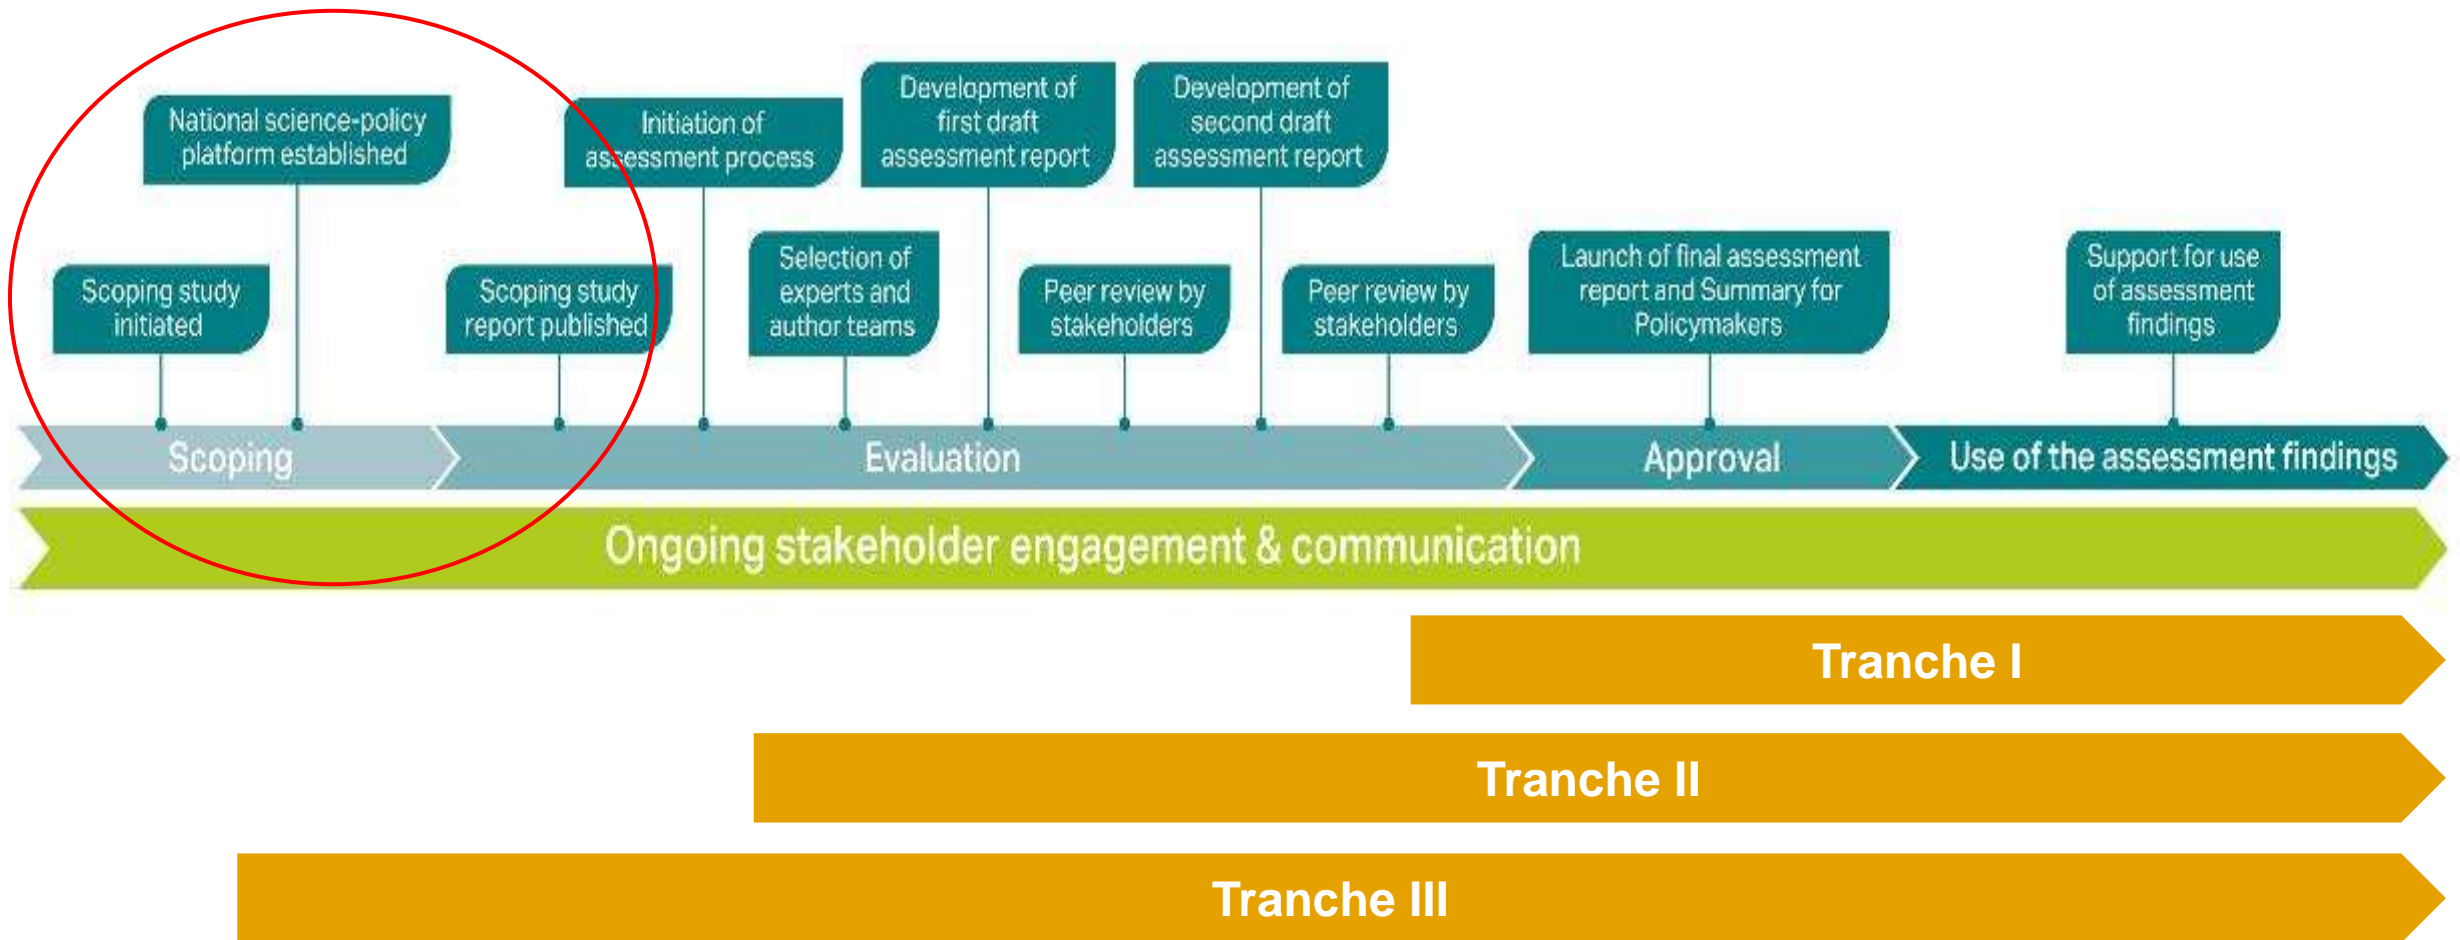 National science-policy
platform established
Initiation of
assessment process
Development of
first draft
assessment report
Development of
second draft
assessment report
Scoping study
initiated
Scoping study
report published
Selection of
experts and
author teams
Peer review by
stakeholders
Peer review by
stakeholders
Launch of final assessment
report and Summary for
Policymakers
Support for use
of assessment
findings
Scoping
Evaluation
Approval
Use of the assessment findings
Ongoing stakeholder engagement & communication
Tranche I
Tranche II
Tranche III